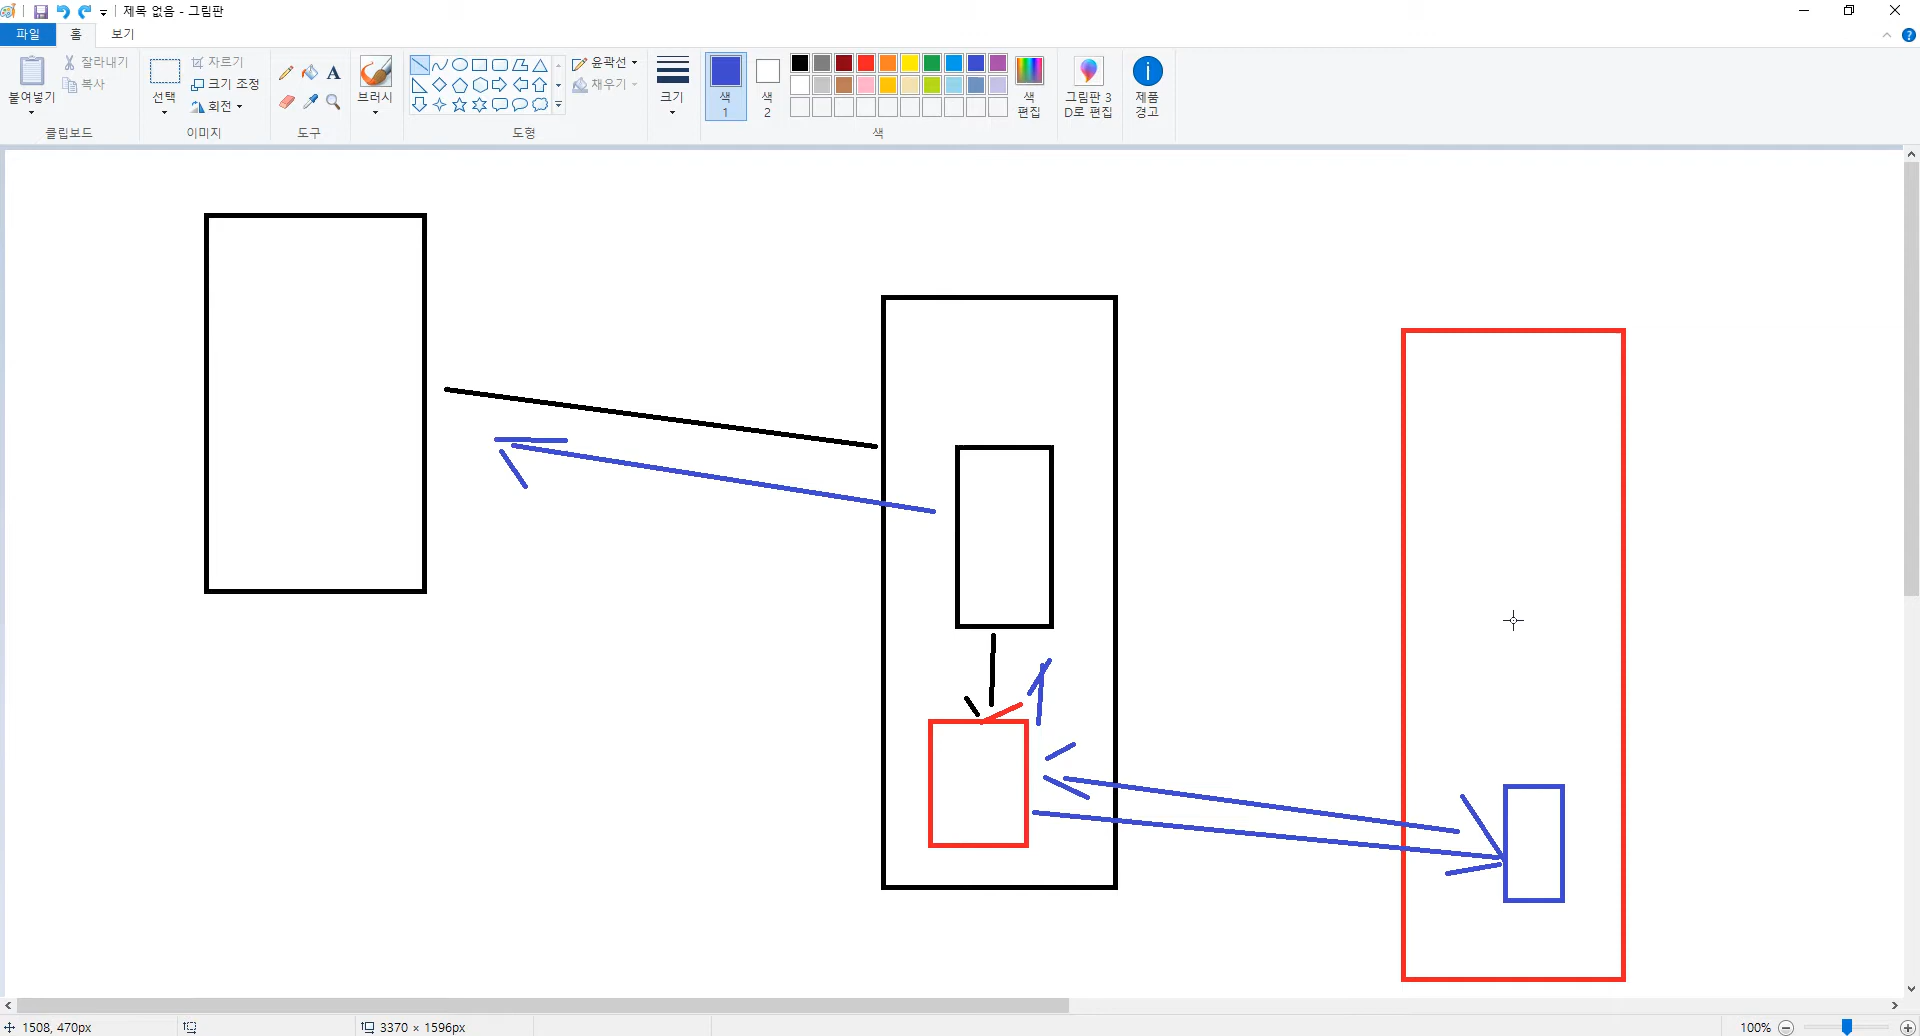 제목 없음 - 그림판
파일 홈 보기
붙여넣기
잘라내기
복사
클립보드
선택
자르기
크기 조정
회전
이미지
A
도구
브러시
윤곽선
채우기
도형
크기
색
1
색
2
색
편집
색
그림판 3
D로 편집
제품
경고
1508, 470px
3370 × 1596px
100%